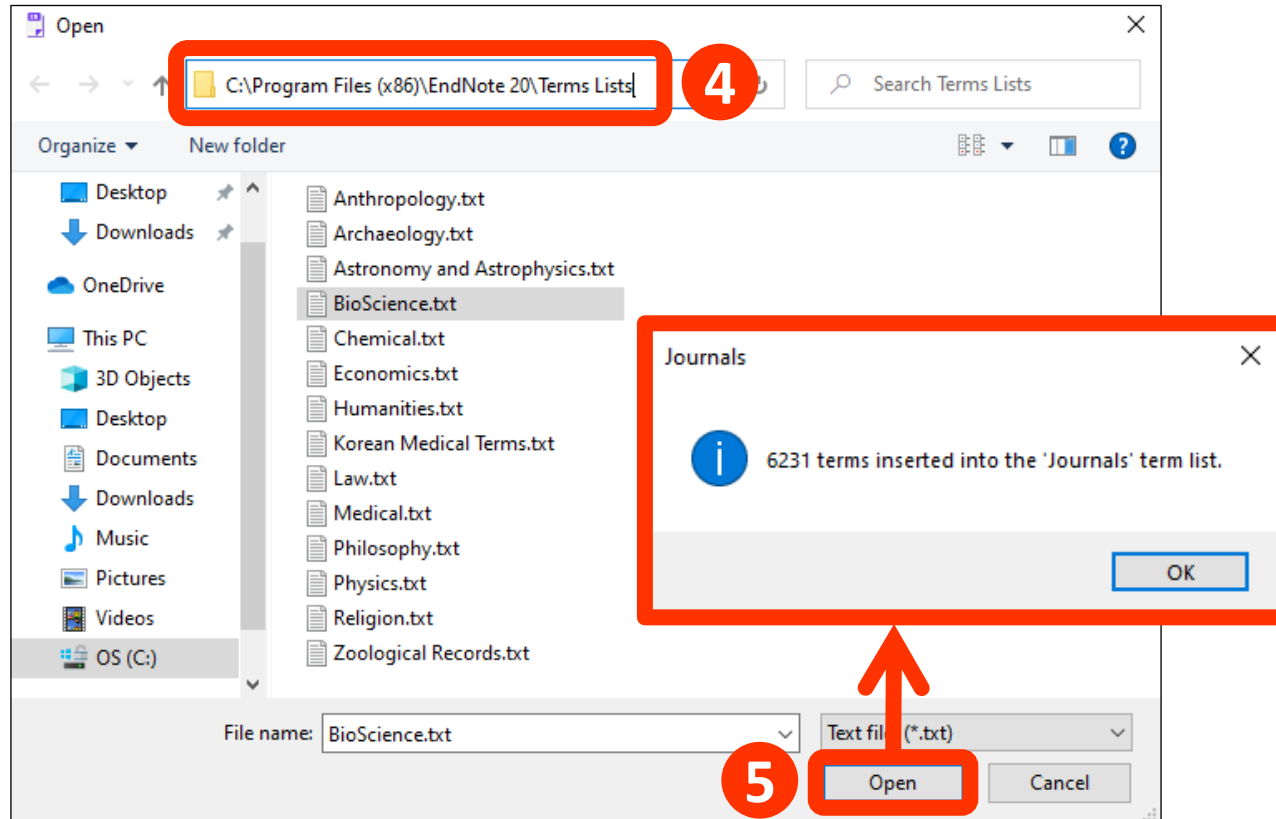 Open
C:\Program Files (x86)\EndNote 20\Terms Lists
4
Search Terms Lists
Organize
New folder
Desktop
Downloads
OneDrive
This PC
3D Objects
Desktop
Documents
Downloads
Music
Pictures
Videos
OS (C:)
Anthropology.txt
Archaeology.txt
Astronomy and Astrophysics.txt
BioScience.txt
Chemical.txt
Economics.txt
Humanities.txt
Korean Medical Terms.txt
Law.txt
Medical.txt
Philosophy.txt
Physics.txt
Religion.txt
Zoological Records.txt
Journals
6231 terms inserted into the 'Journals' term list.
OK
File name: BioScience.txt
Text file (*.txt)
5
Open
Cancel